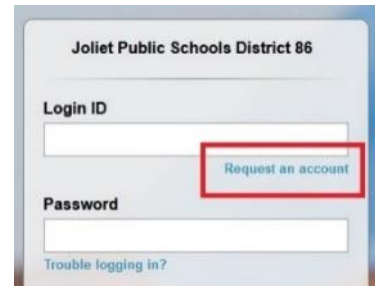 Joliet Public Schools District 86
Login ID
Request an account
Password
Trouble logging in?